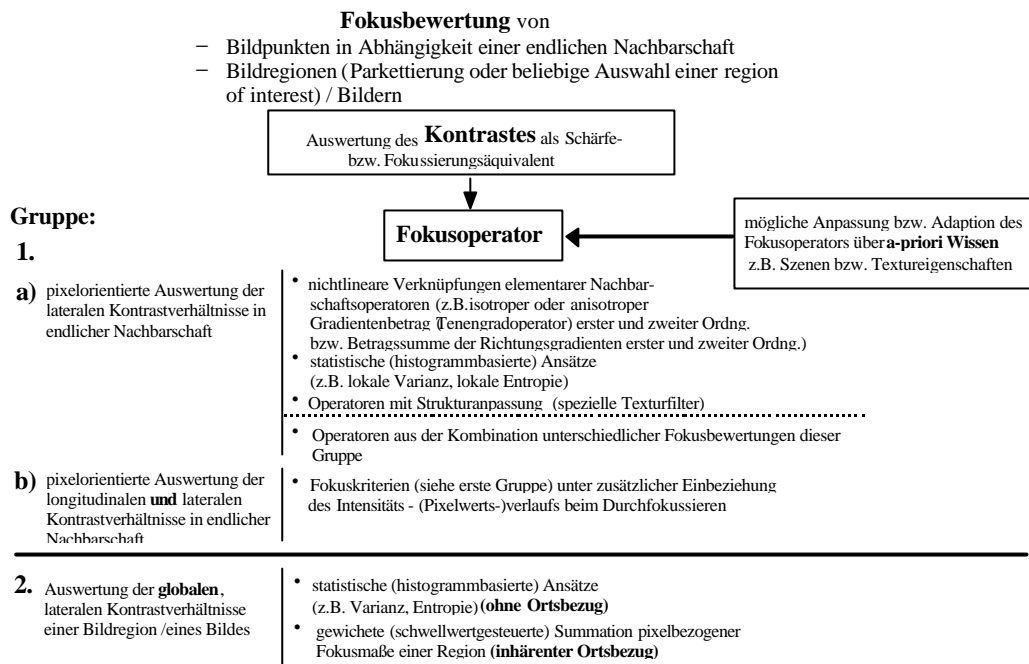 Fokusbewertung von
– Bildpunkten in Abhängigkeit einer endlichen Nachbarschaft
– Bildregionen (Parkettierung oder beliebige Auswahl einer region
of interest) / Bildern
Auswertung des Kontrastes als Schärfe-
bzw. Fokussierungsäquivalent
Gruppe:
Fokusoperator
mögliche Anpassung bzw. Adaption des
Fokusoperators über a-priori Wissen
z.B. Szenen bzw. Textureigenschaften
1.
a) pixelorientierte Auswertung der
lateralen Kontrastverhältnisse in
endlicher Nachbarschaft
• nichtlineare Verknüpfungen elementarer Nachbar-
schaftsoperatoren (z.B.isotroper oder anisotroper
Gradientenbetrag (Tenengradoperator) erster und zweiter Ordng.
bzw. Betragssumme der Richtungsgradienten erster und zweiter Ordng.)
• statistische (histogrammbasierte) Ansätze
(z.B. lokale Varianz, lokale Entropie)
• Operatoren mit Strukturanpassung (spezielle Texturfilter)
• Operatoren aus der Kombination unterschiedlicher Fokusbewertungen dieser
Gruppe
b) pixelorientierte Auswertung der
longitudinalen und lateralen
Kontrastverhältnisse in endlicher
Nachbarschaft
• Fokuskriterien (siehe erste Gruppe) unter zusätzlicher Einbeziehung
des Intensitäts - (Pixelwerts-)verlaufs beim Durchfokussieren
2. Auswertung der globalen,
lateralen Kontrastverhältnisse
einer Bildregion /eines Bildes
• statistische (histogrammbasierte) Ansätze
(z.B. Varianz, Entropie) (ohne Ortsbezug)
• gewichete (schwellwertgesteuerte) Summation pixelbezogener
Fokusmaße einer Region (inhärenter Ortsbezug)